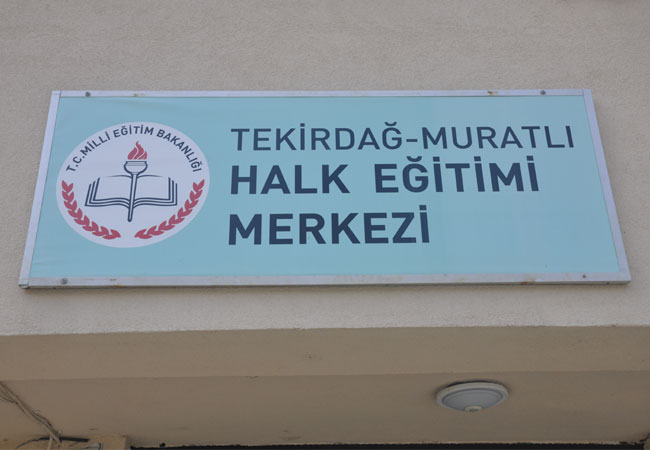 T.C. MİLLİ EĞİTİM BAKANLIĞI
TEKİRDAĞ-MURATLI
HALK EĞİTİMİ
MERKEZİ